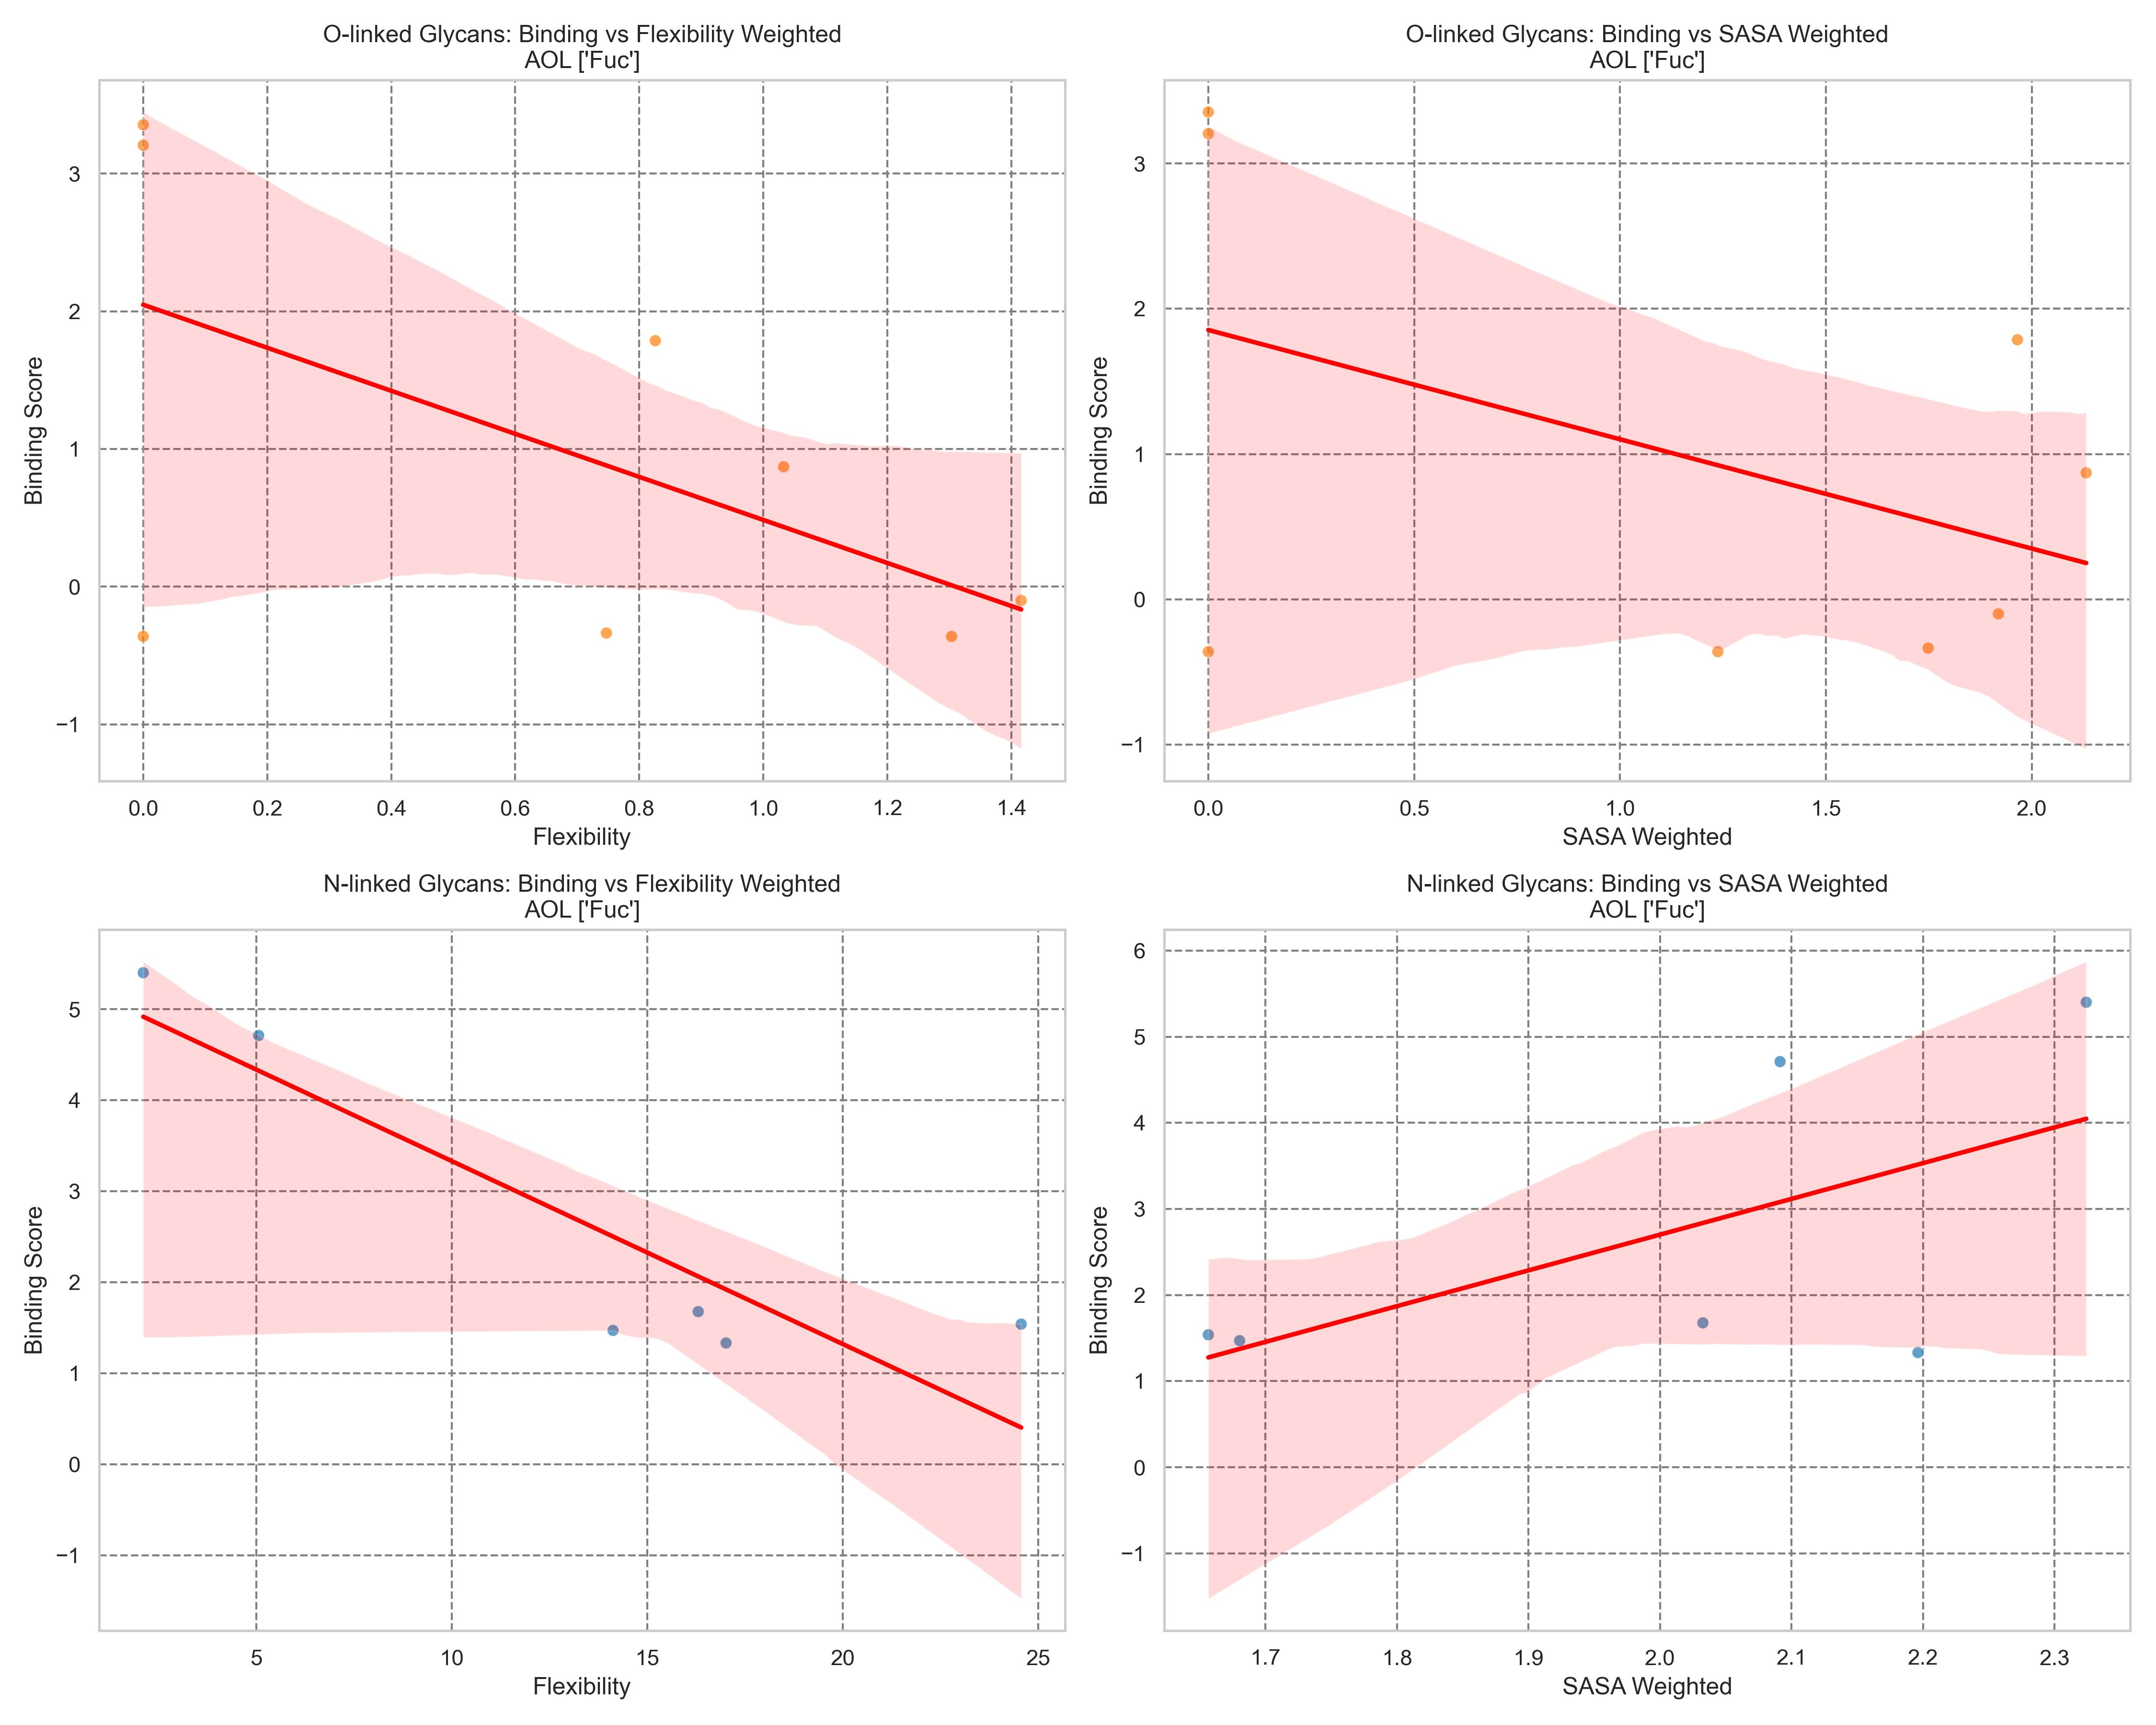 O-linked Glycans: Binding vs Flexibility Weighted
AOL ['Fuc']
Binding Score
3
2
1
0
−1
0.0 0.2 0.4 0.6 0.8 1.0 1.2 1.4
Flexibility
O-linked Glycans: Binding vs SASA Weighted
AOL ['Fuc']
Binding Score
3
2
1
0
−1
0.0 0.5 1.0 1.5 2.0
SASA Weighted
N-linked Glycans: Binding vs Flexibility Weighted
AOL ['Fuc']
Binding Score
5
4
3
2
1
0
−1
5 10 15 20 25
Flexibility
N-linked Glycans: Binding vs SASA Weighted
AOL ['Fuc']
Binding Score
6
5
4
3
2
1
0
−1
1.7 1.8 1.9 2.0 2.1 2.2 2.3
SASA Weighted